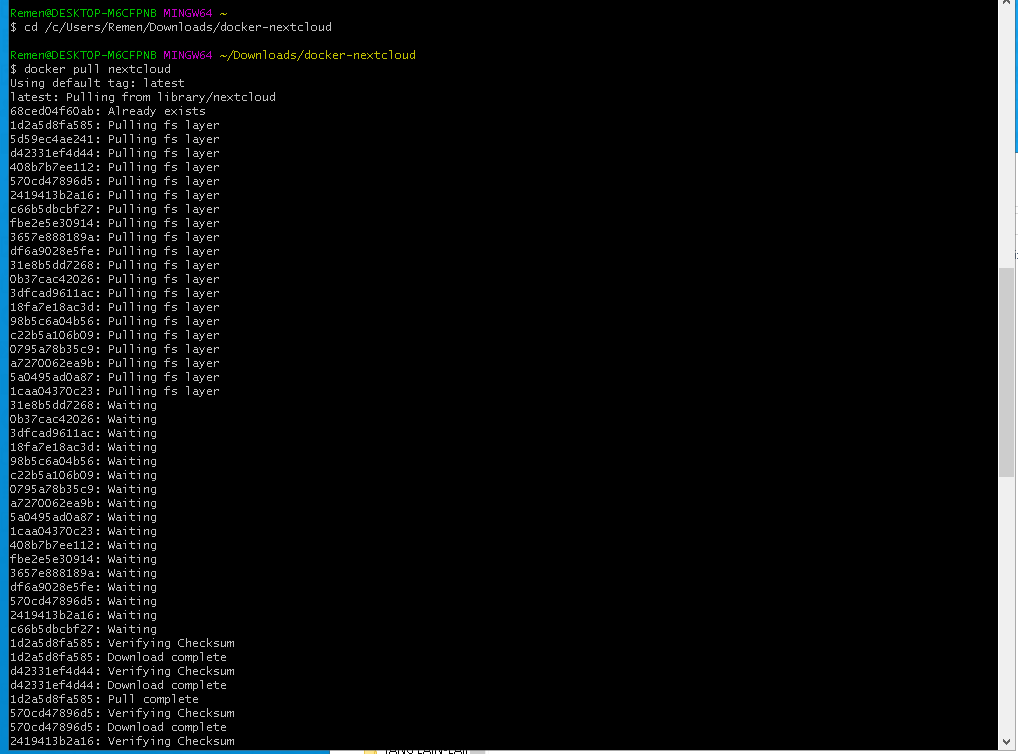 Remen@DESKTOP-M6CFPNB MINGW64 ~
$ cd /c/Users/Remen/Downloads/docker-nextcloud
Remen@DESKTOP-M6CFPNB MINGW64 ~/Downloads/docker-nextcloud
$ docker pull nextcloud
Using default tag: latest
latest: Pulling from library/nextcloud
68ced04f60ab: Already exists
1d2a5d8fa585: Pulling fs layer
5d59ec4ae241: Pulling fs layer
d42331ef4d44: Pulling fs layer
408b7b7ee112: Pulling fs layer
570cd47896d5: Pulling fs layer
2419413b2a16: Pulling fs layer
c66b5dbcbf27: Pulling fs layer
fbe2e5e30914: Pulling fs layer
3657e888189a: Pulling fs layer
df6a9028e5fe: Pulling fs layer
31e8b5dd7268: Pulling fs layer
0b37cac42026: Pulling fs layer
3dfcad9611ac: Pulling fs layer
18fa7e18ac3d: Pulling fs layer
98b5c6a04b56: Pulling fs layer
c22b5a106b09: Pulling fs layer
0795a78b35c9: Pulling fs layer
a7270062ea9b: Pulling fs layer
5a0495ad0a87: Pulling fs layer
1caa04370c23: Pulling fs layer
31e8b5dd7268: Waiting
0b37cac42026: Waiting
3dfcad9611ac: Waiting
18fa7e18ac3d: Waiting
98b5c6a04b56: Waiting
c22b5a106b09: Waiting
0795a78b35c9: Waiting
a7270062ea9b: Waiting
5a0495ad0a87: Waiting
1caa04370c23: Waiting
408b7b7ee112: Waiting
fbe2e5e30914: Waiting
3657e888189a: Waiting
df6a9028e5fe: Waiting
570cd47896d5: Waiting
2419413b2a16: Waiting
c66b5dbcbf27: Waiting
1d2a5d8fa585: Verifying Checksum
1d2a5d8fa585: Download complete
d42331ef4d44: Verifying Checksum
d42331ef4d44: Download complete
1d2a5d8fa585: Pull complete
570cd47896d5: Verifying Checksum
570cd47896d5: Download complete
2419413b2a16: Verifying Checksum